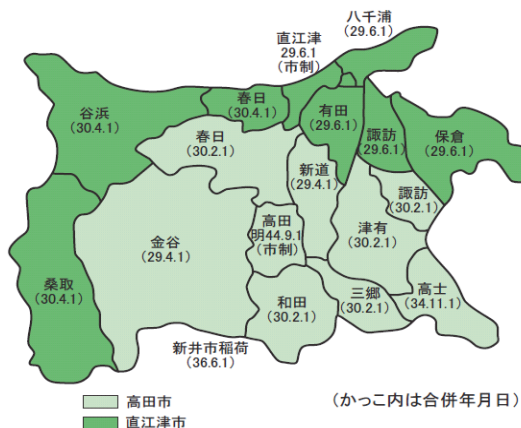 八千浦
(29.6.1)
直江津
29.6.1
(市制)
谷浜
(30.4.1)
春日
(30.4.1)
有田
(29.6.1)
諏訪
(29.6.1)
保倉
(29.6.1)
春日
(30.2.1)
新道
(29.4.1)
諏訪
(30.2.1)
金谷
(29.4.1)
高田
明44.9.1
(市制)
津有
(30.2.1)
桑取
(30.4.1)
和田
(30.2.1)
三郷
(30.2.1)
高士
(34.11.1)
新井市稲荷
(36.6.1)
高田市
直江津市
(かっこ内は合併年月日)